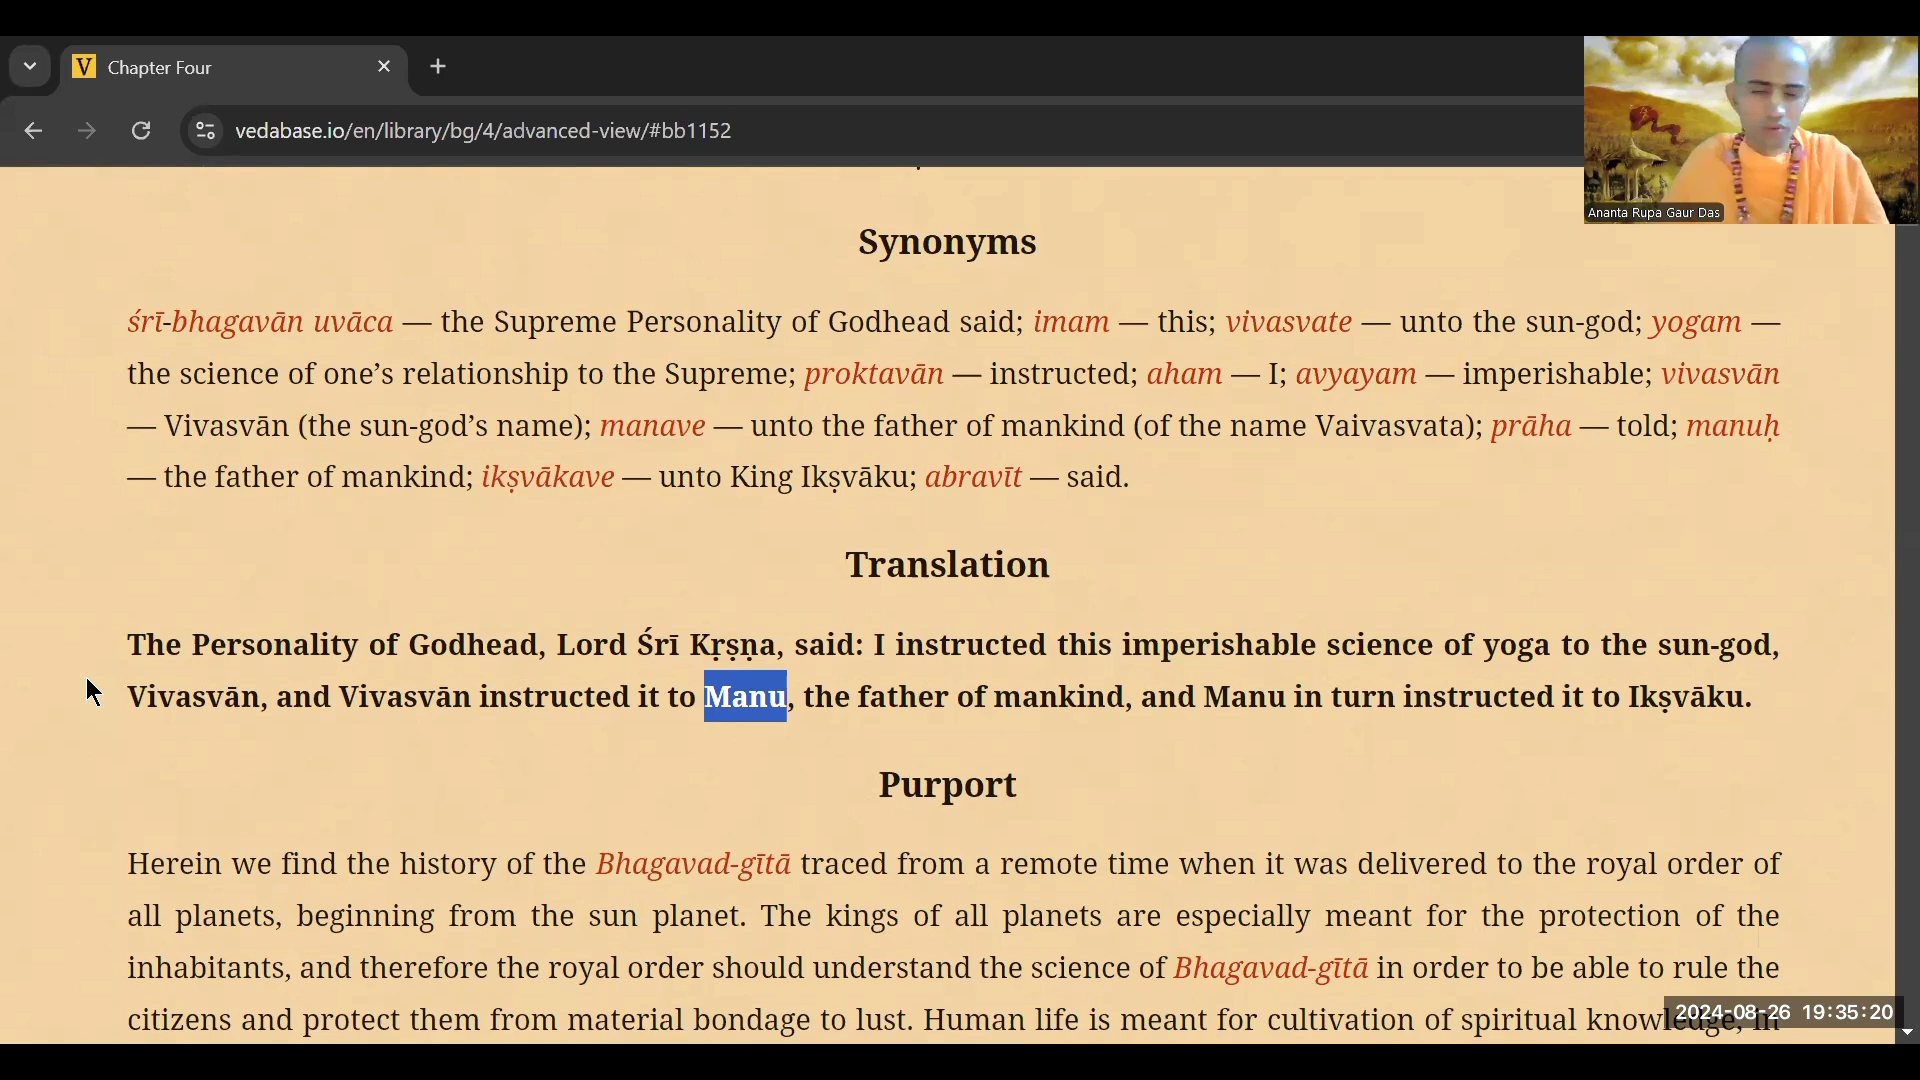 Chapter Four
vedabase.io/en/library/bg/4/advanced-view/#bb1152
Ananta Rupa Gaur Das
Synonyms
śrī-bhagavān uvāca — the Supreme Personality of Godhead said; imam — this; vivasvate — unto the sun-god; yogam —
the science of one’s relationship to the Supreme; proktavān — instructed; aham — I; avyayam — imperishable; vivasvān
— Vivasvān (the sun-god’s name); manave — unto the father of mankind (of the name Vaivasvata); prāha — told; manuḥ
— the father of mankind; ikṣvākave — unto King Ikṣvāku; abravīt — said.
Translation
The Personality of Godhead, Lord Śrī Kṛṣṇa, said: I instructed this imperishable science of yoga to the sun-god,
Vivasvān, and Vivasvān instructed it to Manu, the father of mankind, and Manu in turn instructed it to Ikṣvāku.
Purport
Herein we find the history of the Bhagavad-gītā traced from a remote time when it was delivered to the royal order of
all planets, beginning from the sun planet. The kings of all planets are especially meant for the protection of the
inhabitants, and therefore the royal order should understand the science of Bhagavad-gītā in order to be able to rule the
citizens and protect them from material bondage to lust. Human life is meant for cultivation of spiritual knowledge, in
2024-08-26 19:35:20